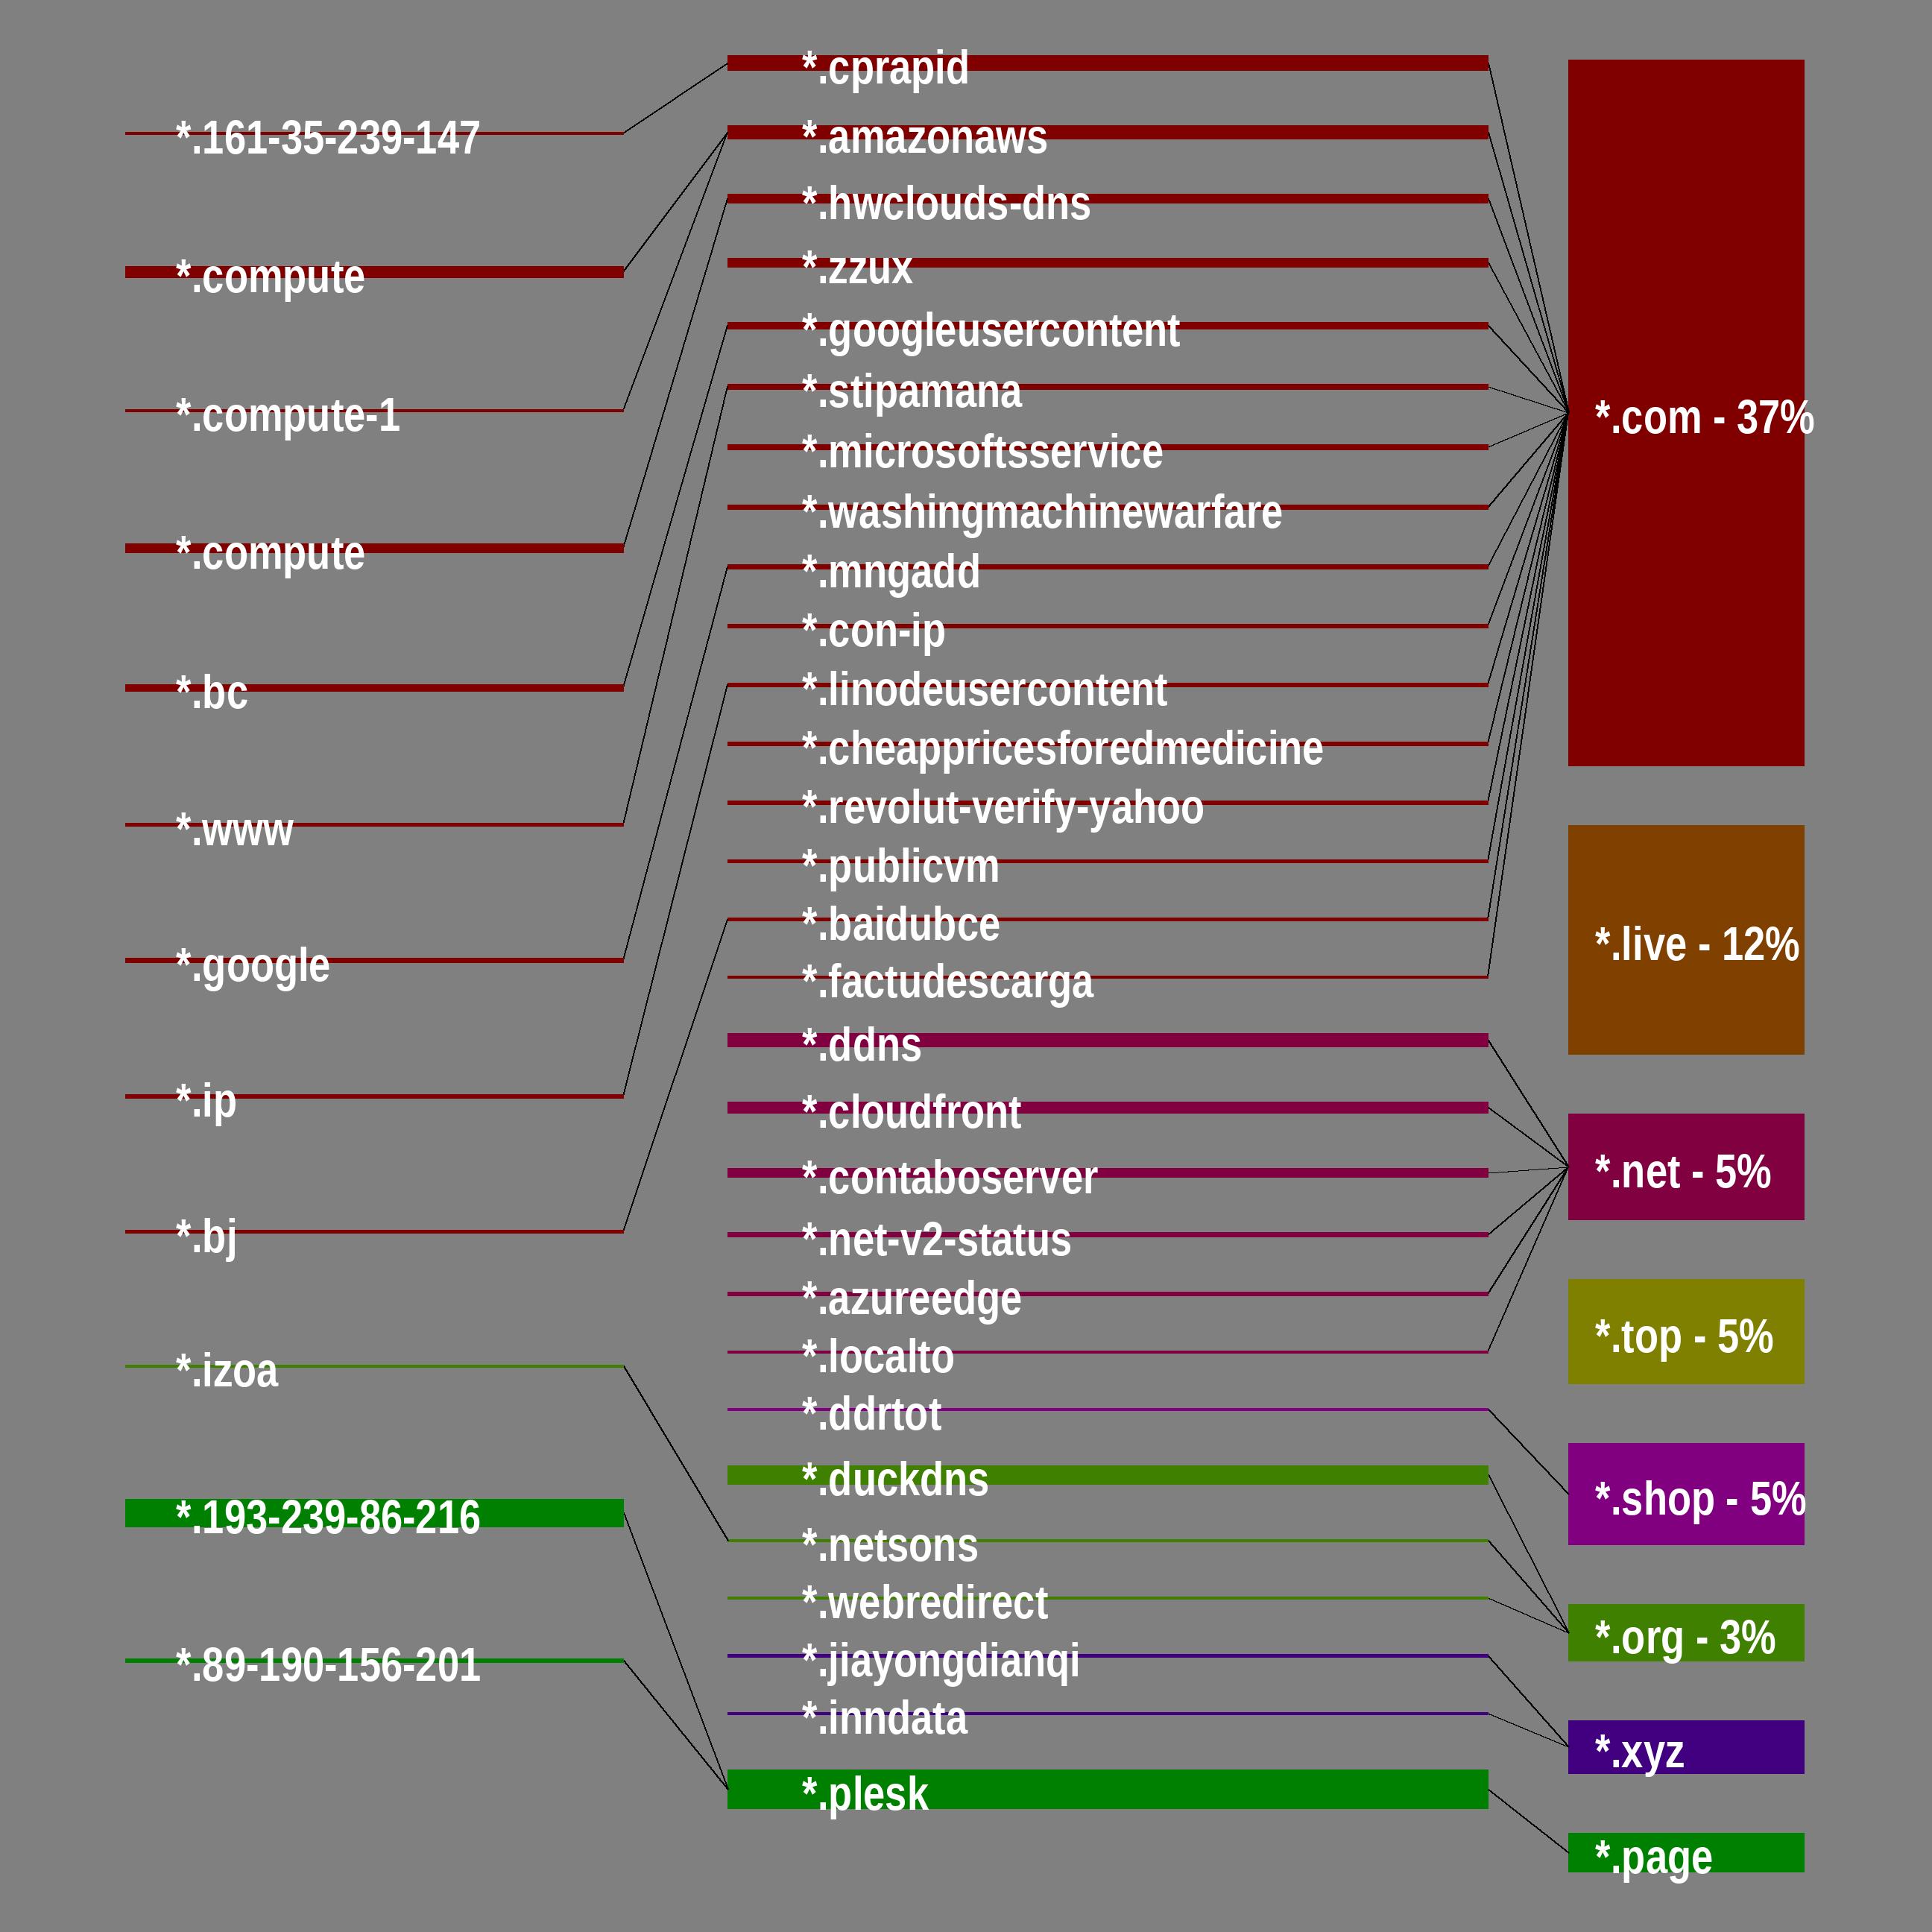 *.161-35-239-147
*.compute
*.compute-1
*.compute
*.bc
*.www
*.google
*.ip
*.bj
*.izoa
*.193-239-86-216
*.89-190-156-201
*.cprapid
*.amazonaws
*.hwclouds-dns
*.zzux
*.googleusercontent
*.stipamana
*.microsoftsservice
*.washingmachinewarfare
*.mngadd
*.con-ip
*.linodeusercontent
*.cheappricesforedmedicine
*.revolut-verify-yahoo
*.publicvm
*.baidubce
*.factudescarga
*.ddns
*.cloudfront
*.contaboserver
*.net-v2-status
*.azureedge
*.localto
*.ddrtot
*.duckdns
*.netsons
*.webredirect
*.jiayongdianqi
*.inndata
*.plesk
*.com - 37%
*.live - 12%
*.net - 5%
*.top - 5%
*.shop - 5%
*.org - 3%
*.xyz
*.page